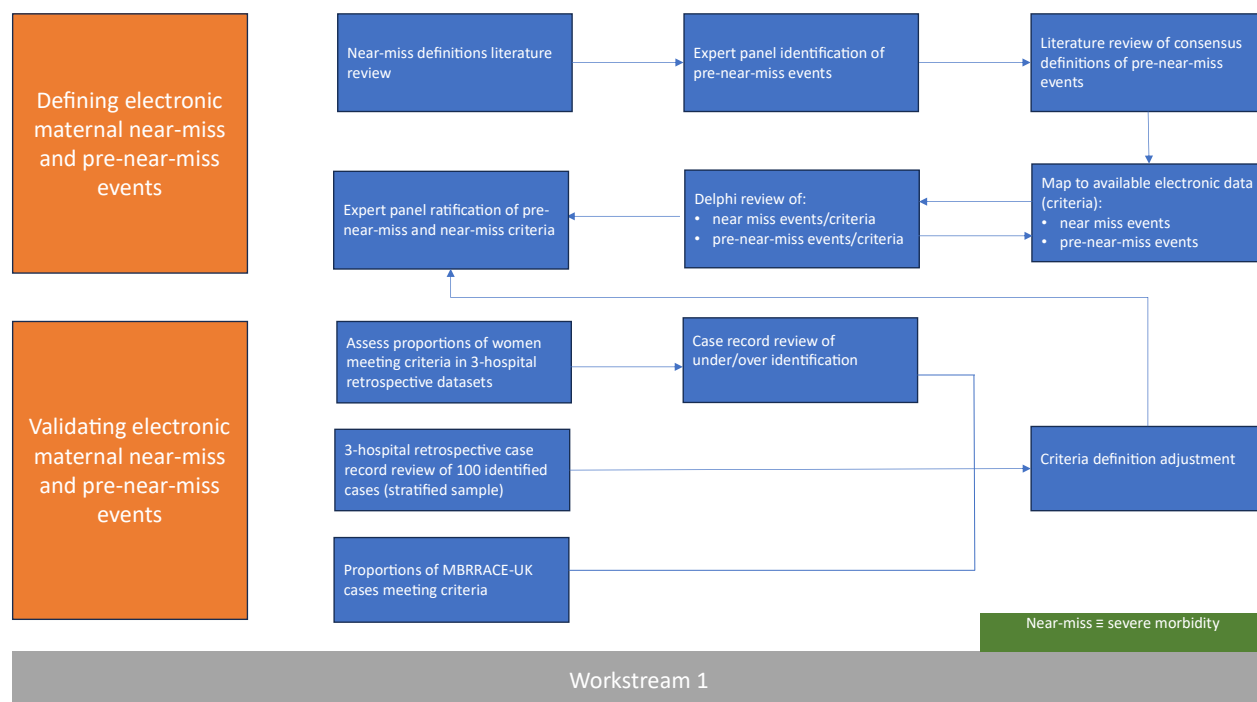 Defining electronic
maternal near-miss
and pre-near-miss
events
Near-miss definitions literature
review
Expert panel identification of
pre-near-miss events
Literature review of consensus
definitions of pre-near-miss
events
Expert panel ratification of pre-
near-miss and near-miss criteria
Delphi review of:
• near miss events/criteria
• pre-near-miss events/criteria
Map to available electronic data
(criteria):
• near miss events
• pre-near-miss events
Validating electronic
maternal near-miss
and pre-near-miss
events
Assess proportions of women
meeting criteria in 3-hospital
retrospective datasets
Case record review of
under/over identification
3-hospital retrospective case
record review of 100 identified
cases (stratified sample)
Criteria definition adjustment
Proportions of MBRRACE-UK
cases meeting criteria
Near-miss ≡ severe morbidity
Workstream 1